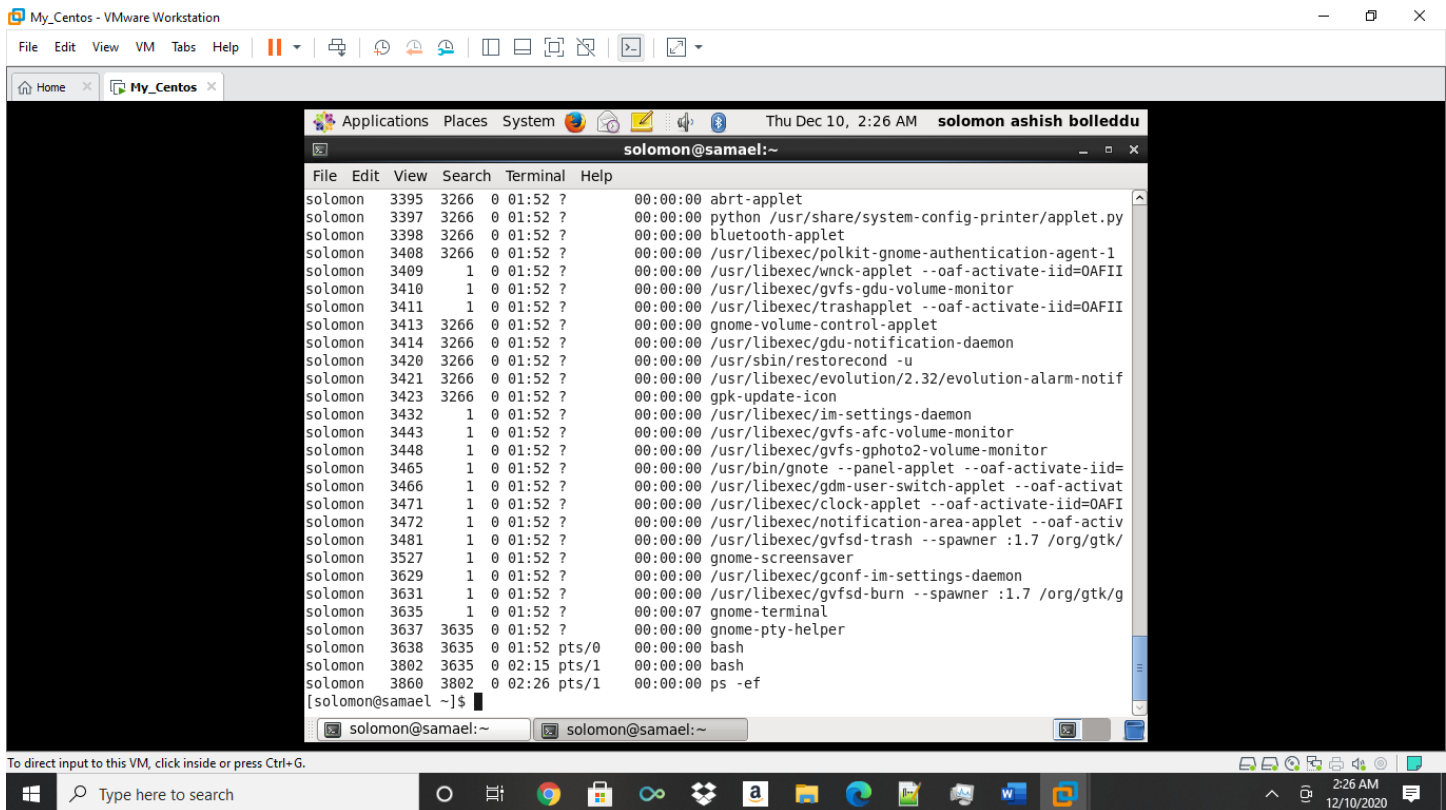 My_Centos - VMware Workstation
File Edit View VM Tabs Help
Home My_Centos
Applications Places System Thu Dec 10, 2:26 AM solomon ashish bolleddu
solomon@samael:~
File Edit View Search Terminal Help
solomon 3395 3266 0 01:52 ? 00:00:00 abrt-applet
solomon 3397 3266 0 01:52 ? 00:00:00 python /usr/share/system-config-printer/applet.py
solomon 3398 3266 0 01:52 ? 00:00:00 bluetooth-applet
solomon 3408 3266 0 01:52 ? 00:00:00 /usr/libexec/polkit-gnome-authentication-agent-1
solomon 3409 1 0 01:52 ? 00:00:00 /usr/libexec/wnck-applet --oaf-activate-iid=OAFII
solomon 3410 1 0 01:52 ? 00:00:00 /usr/libexec/gvfs-gdu-volume-monitor
solomon 3411 1 0 01:52 ? 00:00:00 /usr/libexec/trashapplet --oaf-activate-iid=OAFII
solomon 3413 3266 0 01:52 ? 00:00:00 gnome-volume-control-applet
solomon 3414 3266 0 01:52 ? 00:00:00 /usr/libexec/gdu-notification-daemon
solomon 3420 3266 0 01:52 ? 00:00:00 /usr/sbin/restorecond -u
solomon 3421 3266 0 01:52 ? 00:00:00 /usr/libexec/evolution/2.32/evolution-alarm-notif
solomon 3423 3266 0 01:52 ? 00:00:00 gpk-update-icon
solomon 3432 1 0 01:52 ? 00:00:00 /usr/libexec/im-settings-daemon
solomon 3443 1 0 01:52 ? 00:00:00 /usr/libexec/gvfs-afc-volume-monitor
solomon 3448 1 0 01:52 ? 00:00:00 /usr/libexec/gvfs-gphoto2-volume-monitor
solomon 3465 1 0 01:52 ? 00:00:00 /usr/bin/gnote --panel-applet --oaf-activate-iid=
solomon 3466 1 0 01:52 ? 00:00:00 /usr/libexec/gdm-user-switch-applet --oaf-activat
solomon 3471 1 0 01:52 ? 00:00:00 /usr/libexec/clock-applet --oaf-activate-iid=OAFI
solomon 3472 1 0 01:52 ? 00:00:00 /usr/libexec/notification-area-applet --oaf-activ
solomon 3481 1 0 01:52 ? 00:00:00 /usr/libexec/gvfsd-trash --spawner :1.7 /org/gtk/
solomon 3527 1 0 01:52 ? 00:00:00 gnome-screensaver
solomon 3629 1 0 01:52 ? 00:00:00 /usr/libexec/gconf-im-settings-daemon
solomon 3631 1 0 01:52 ? 00:00:00 /usr/libexec/gvfsd-burn --spawner :1.7 /org/gtk/g
solomon 3635 1 0 01:52 ? 00:00:07 gnome-terminal
solomon 3637 3635 0 01:52 ? 00:00:00 gnome-pty-helper
solomon 3638 3635 0 01:52 pts/0 00:00:00 bash
solomon 3802 3635 0 02:15 pts/1 00:00:00 bash
solomon 3860 3802 0 02:26 pts/1 00:00:00 ps -ef
[solomon@samael ~]$
solomon@samael:~ solomon@samael:~
To direct input to this VM, click inside or press Ctrl+G.
Type here to search
2:26 AM
12/10/2020